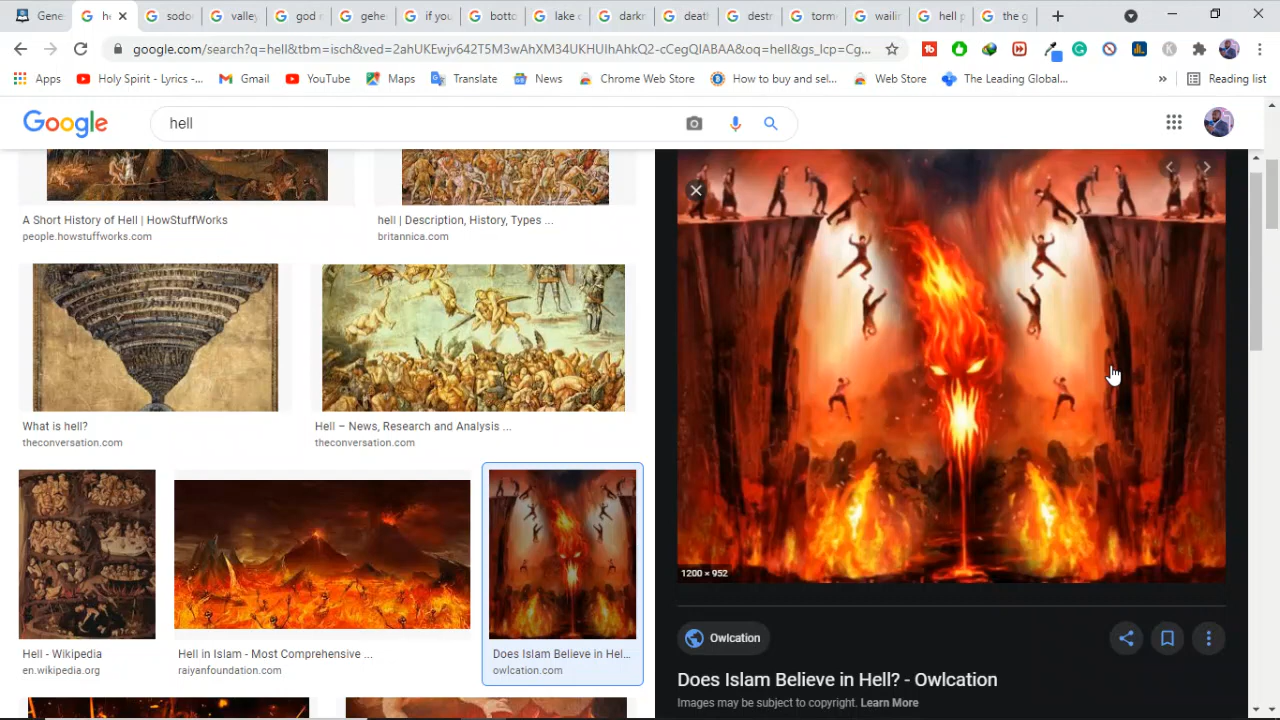 Gene
he
soda
valley
god o
gehe
if you
botto
lake o
darkn
death
destr
torme
wailin
hell p
the g
google.com/search?q=hell&tbm=isch&ved=2ahUKEwjv642T5M3wAhXM34UKHUIhAhkQ2-cCegQIABAA&oq=hell&gs_lcp=Cg...
Apps
Holy Spirit - Lyrics -...
Gmail
YouTube
Maps
Translate
News
Chrome Web Store
How to buy and sel...
Web Store
The Leading Global...
»
Reading list
Google
hell
A Short History of Hell | HowStuffWorks
people.howstuffworks.com
hell | Description, History, Types ...
britannica.com
What is hell?
theconversation.com
Hell – News, Research and Analysis ...
theconversation.com
Hell - Wikipedia
en.wikipedia.org
Hell in Islam - Most Comprehensive ...
raiyanfoundation.com
Does Islam Believe in Hel...
owlcation.com
1200 × 952
Owlcation
Does Islam Believe in Hell? - Owlcation
Images may be subject to copyright. Learn More